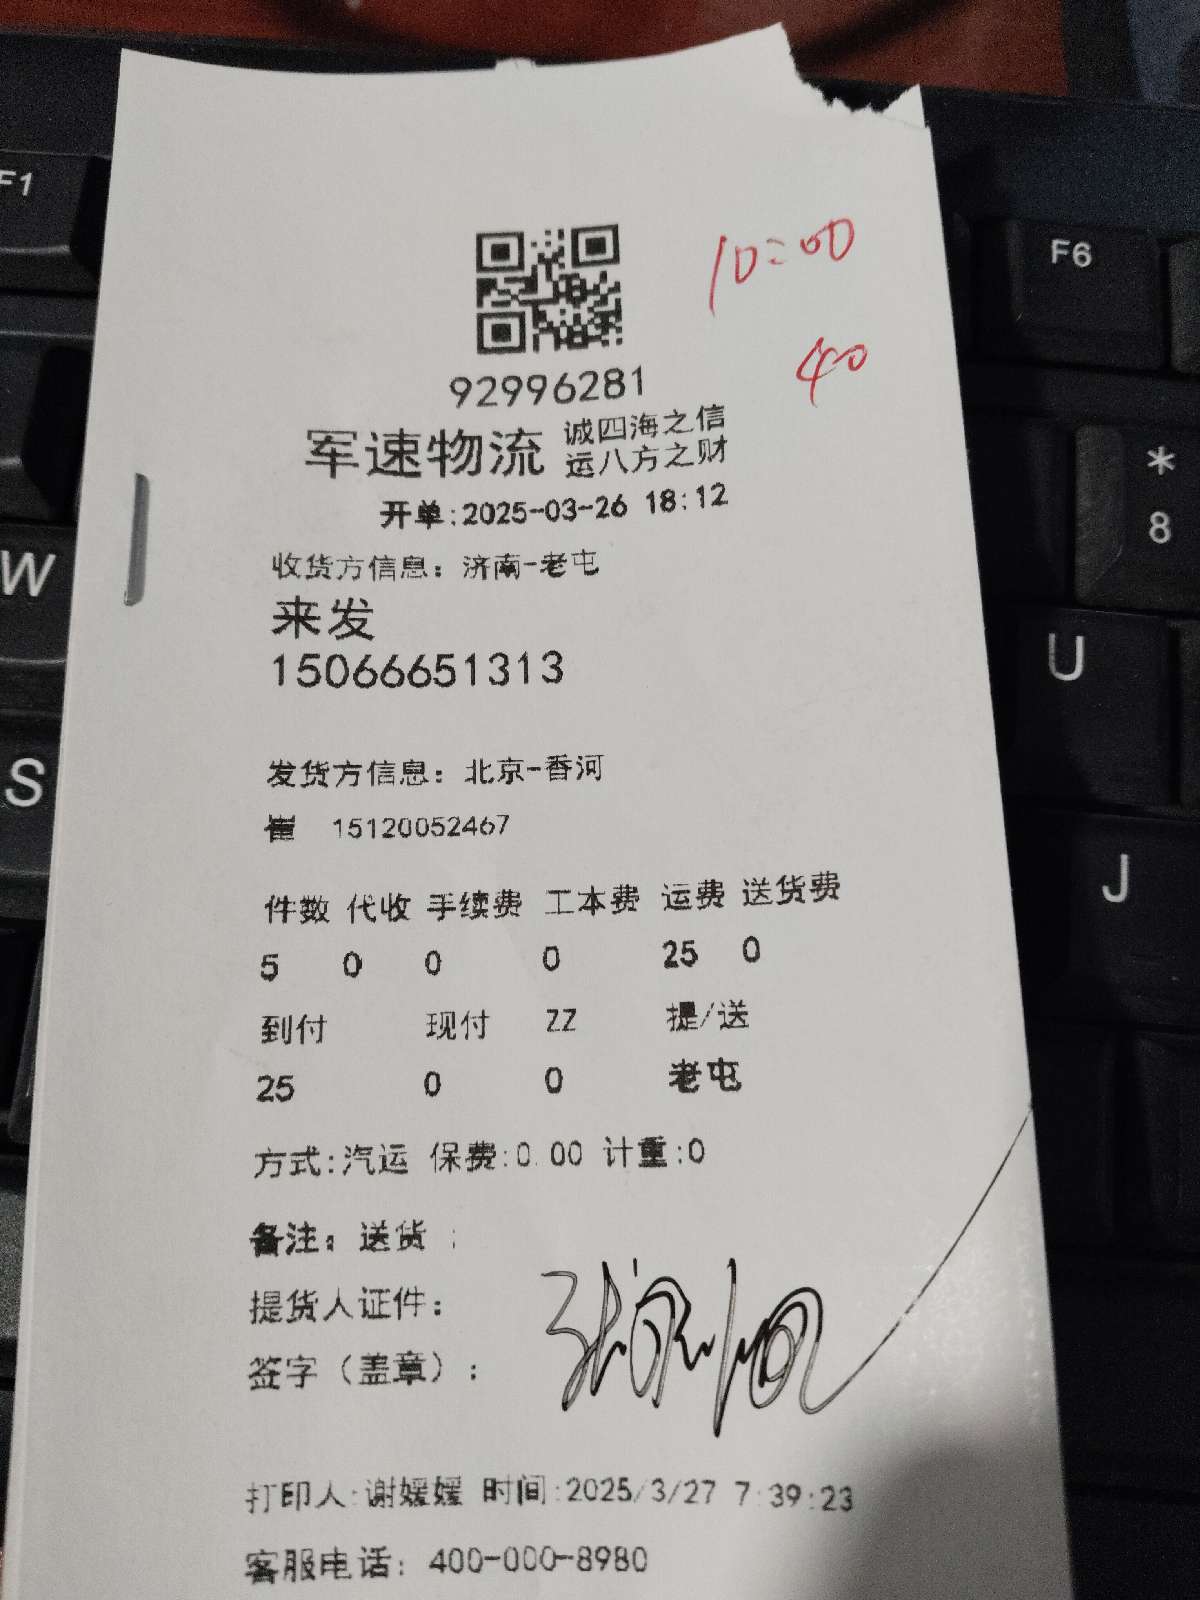 10:00
40
92996281
军速物流 诚四海之信
运八方之财
开单:2025-03-26 18:12
收货方信息：济南-老屯
来发
15066651313
发货方信息：北京-香河
崔 15120052467
件数 代收 手续费 工本费 运费 送货费
5 0 0 0 25 0
到付 现付 ZZ 提/送
25 0 0 老屯
方式:汽运 保费:0.00 计重:0
备注：送货 ;
提货人证件：
签字（盖章）：
打印人:谢媛媛 时间:2025/3/27 7:39:23
客服电话：400-000-8980
F1
F6
*
8
W
U
S
J